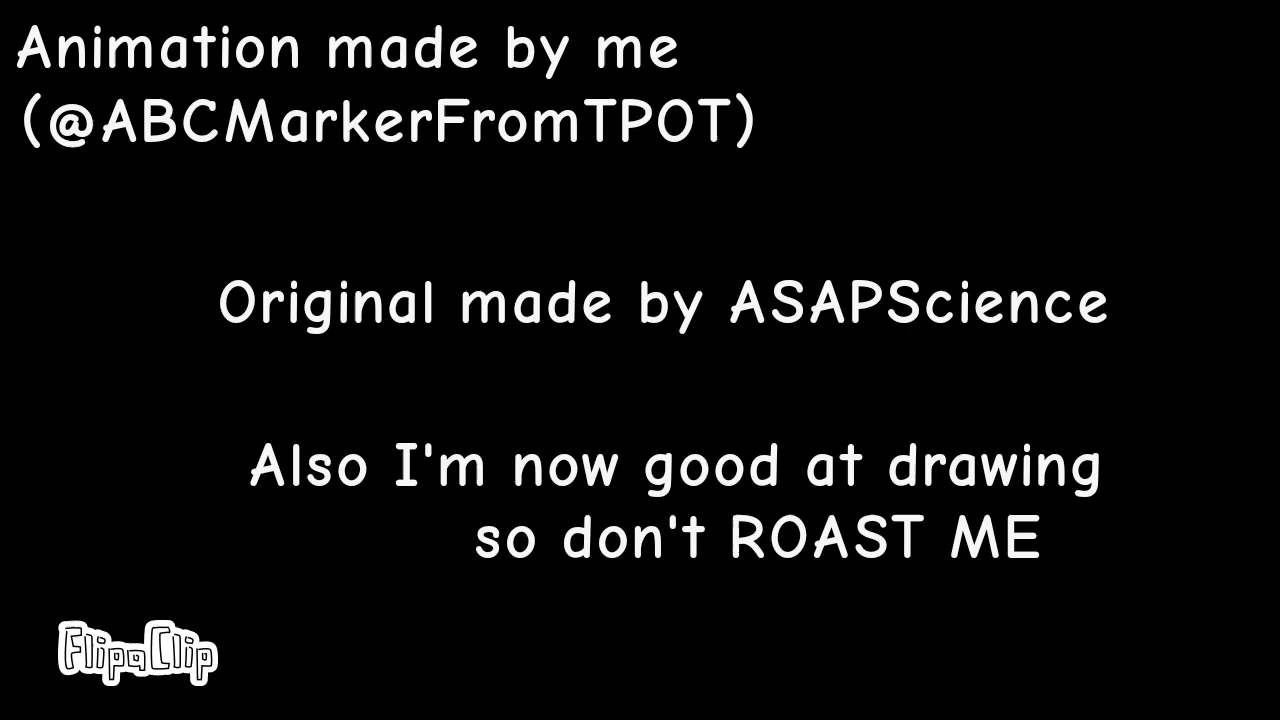 Animation made by me
(@ABCMarkerFromTPOT)
Original made by ASAPScience
Also I'm now good at drawing
so don't ROAST ME
FlipaClip